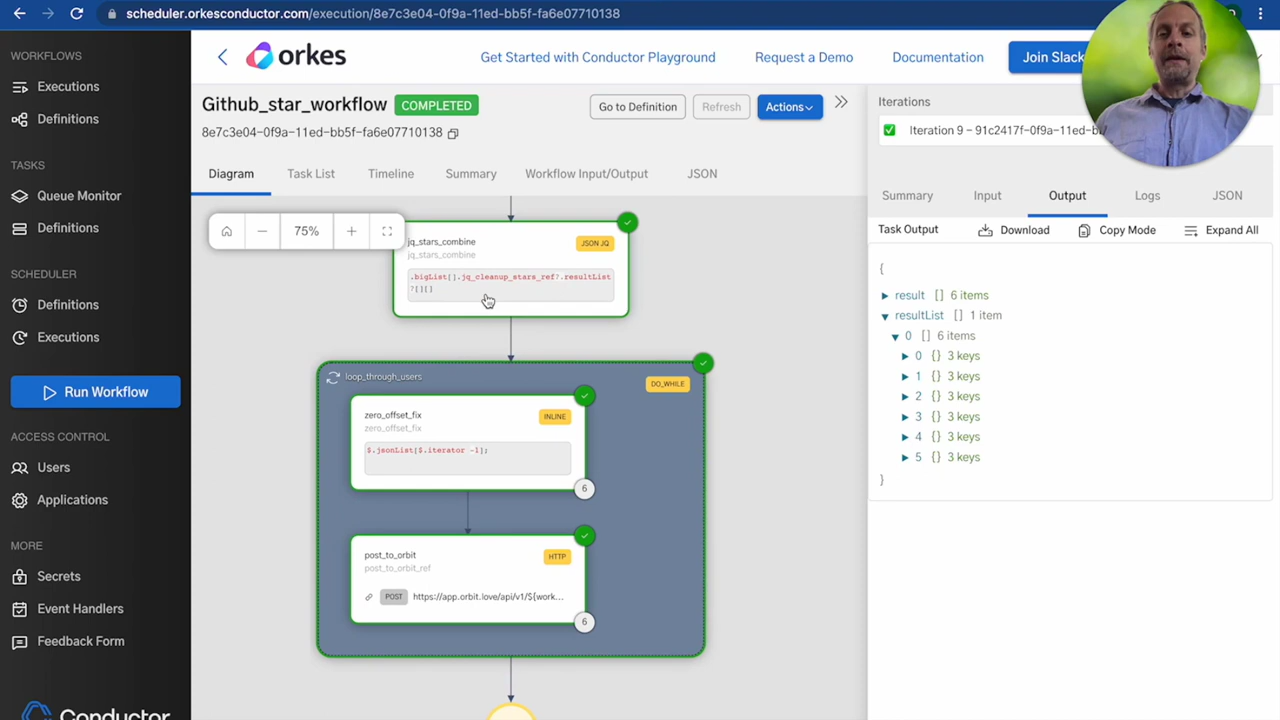 scheduler.orkesconductor.com/execution/8e7c3e04-0f9a-11ed-bb5f-fa6e07710138
WORKFLOWS
Executions
Definitions
TASKS
Queue Monitor
Definitions
SCHEDULER
Definitions
Executions
Run Workflow
ACCESS CONTROL
Users
Applications
MORE
Secrets
Event Handlers
Feedback Form
Conductor
orkes
Get Started with Conductor Playground
Request a Demo
Documentation
Join Slack
Github_star_workflow
COMPLETED
Go to Definition
Refresh
Actions
8e7c3e04-0f9a-11ed-bb5f-fa6e07710138
Diagram
Task List
Timeline
Summary
Workflow Input/Output
JSON
75%
jq_stars_combine
JSON JQ
jq_stars_combine
.bigList[].jq_cleanup_stars_ref?.resultList
?[][]
loop_through_users
DO_WHILE
zero_offset_fix
INLINE
zero_offset_fix
$.jsonList[$.iterator -1];
6
post_to_orbit
HTTP
post_to_orbit_ref
POST
https://app.orbit.love/api/v1/${work...
6
Iterations
Iteration 9 – 91c2417f-0f9a-11ed-b
Summary
Input
Output
Logs
JSON
Task Output
Download
Copy Mode
Expand All
{
result [] 6 items
resultList [] 1 item
0 [] 6 items
0 {} 3 keys
1 {} 3 keys
2 {} 3 keys
3 {} 3 keys
4 {} 3 keys
5 {} 3 keys
}